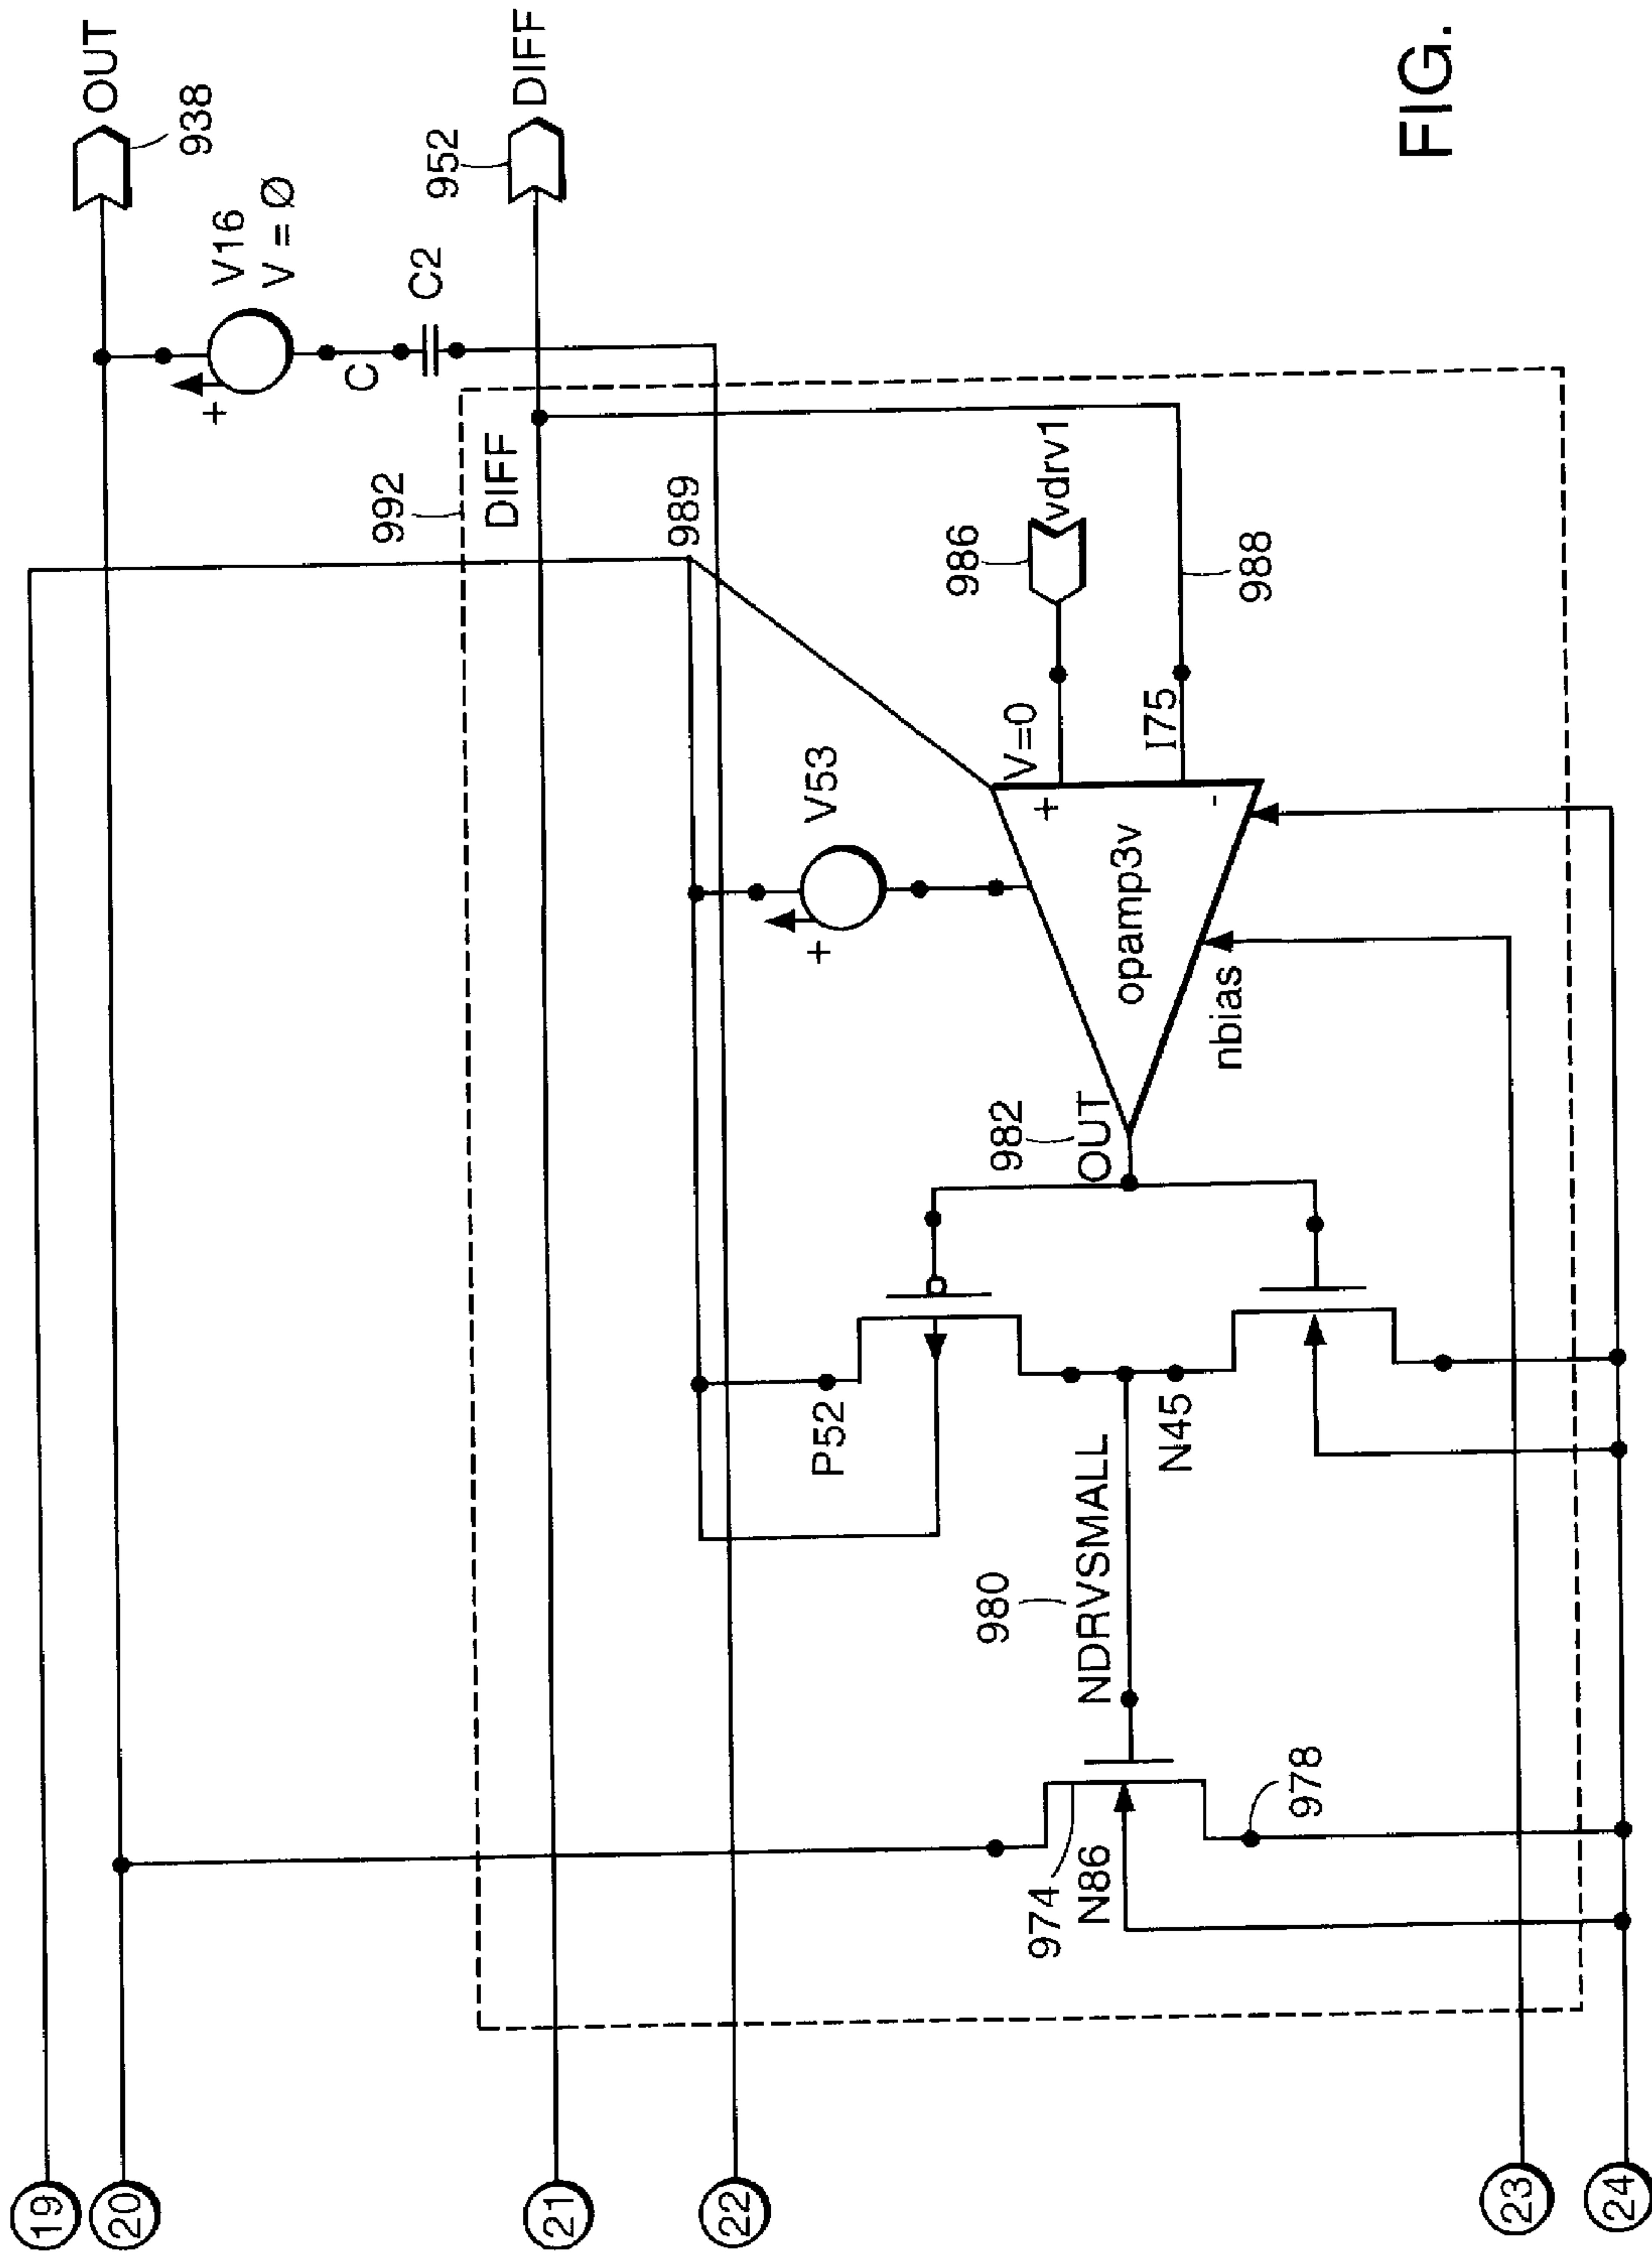 OUT
938
V16
V = Ø
+
C
C2
952
DIFF
992
DIFF
989
986
vdrv1
988
V53
+
V=0
+
I75
-
opamp3v
nbias
982
OUT
P52
N45
980
NDRVSMALL
974
N86
978
19
20
21
22
23
24
FIG.